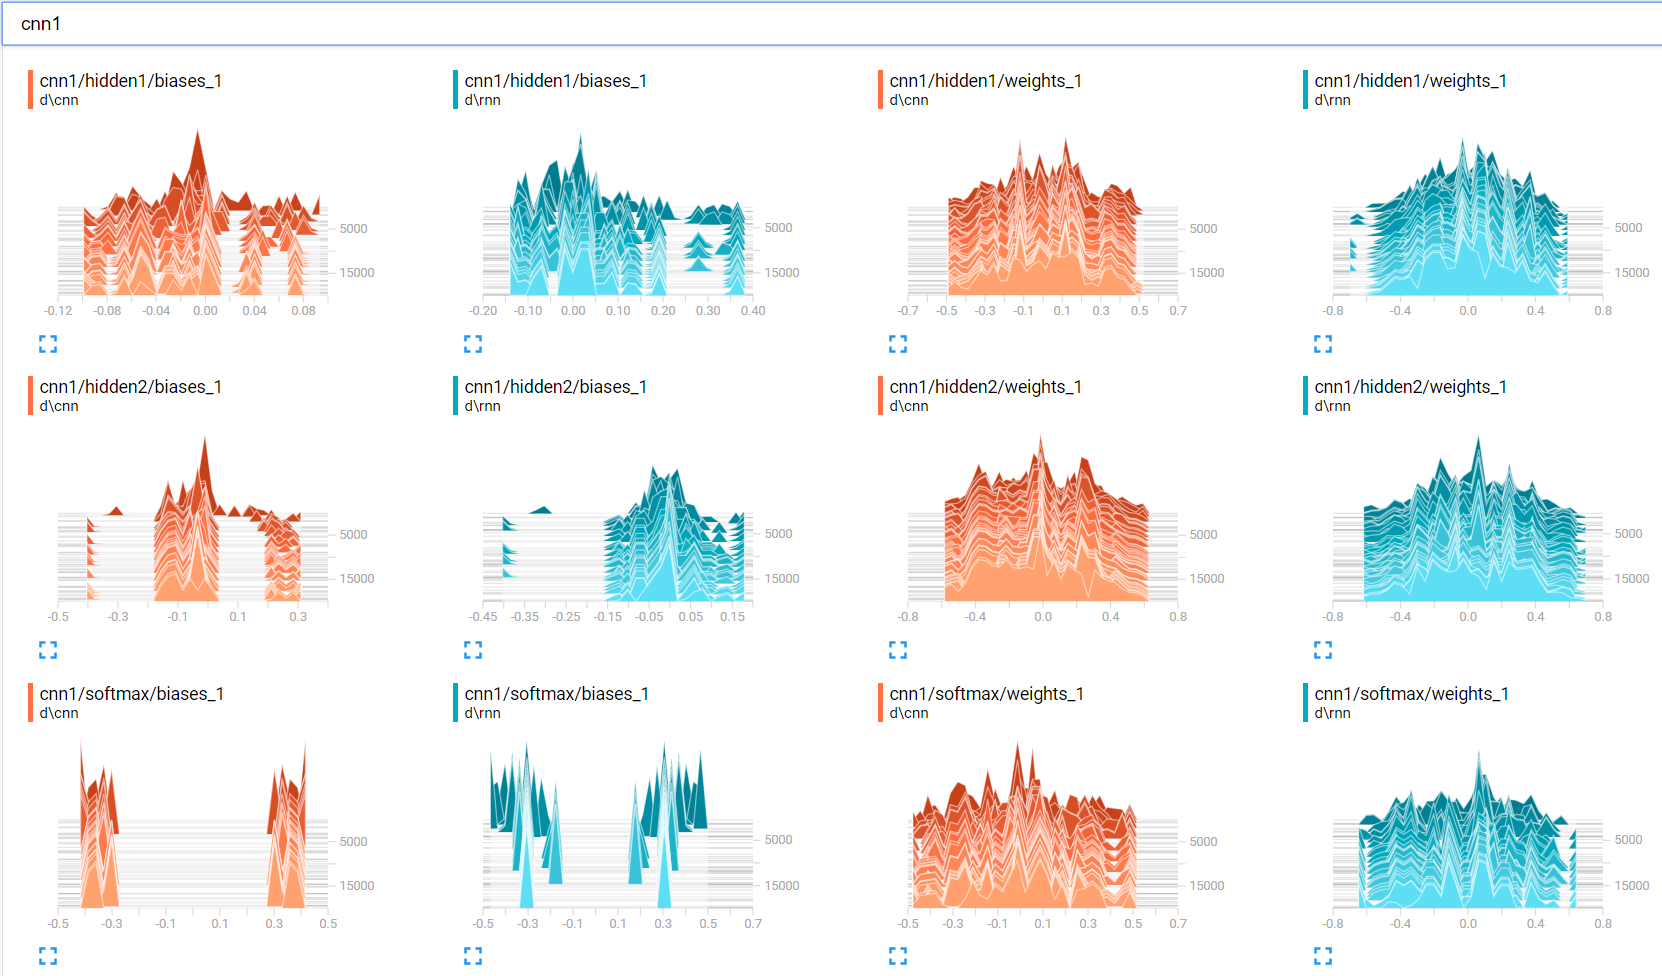 cnn1
cnn1/hidden1/biases_1
d\cnn
5000
15000
-0.12 -0.08 -0.04 0.00 0.04 0.08
cnn1/hidden1/biases_1
d\rnn
5000
15000
-0.20 -0.10 0.00 0.10 0.20 0.30 0.40
cnn1/hidden1/weights_1
d\cnn
5000
15000
-0.7 -0.5 -0.3 -0.1 0.1 0.3 0.5 0.7
cnn1/hidden1/weights_1
d\rnn
5000
15000
-0.8 -0.4 0.0 0.4 0.8
cnn1/hidden2/biases_1
d\cnn
5000
15000
-0.5 -0.3 -0.1 0.1 0.3
cnn1/hidden2/biases_1
d\rnn
5000
15000
-0.45 -0.35 -0.25 -0.15 -0.05 0.05 0.15
cnn1/hidden2/weights_1
d\cnn
5000
15000
-0.8 -0.4 0.0 0.4 0.8
cnn1/hidden2/weights_1
d\rnn
5000
15000
-0.8 -0.4 0.0 0.4 0.8
cnn1/softmax/biases_1
d\cnn
5000
15000
-0.5 -0.3 -0.1 0.1 0.3 0.5
cnn1/softmax/biases_1
d\rnn
5000
15000
-0.5 -0.3 -0.1 0.1 0.3 0.5 0.7
cnn1/softmax/weights_1
d\cnn
5000
15000
-0.5 -0.3 -0.1 0.1 0.3 0.5 0.7
cnn1/softmax/weights_1
d\rnn
5000
15000
-0.8 -0.4 0.0 0.4 0.8